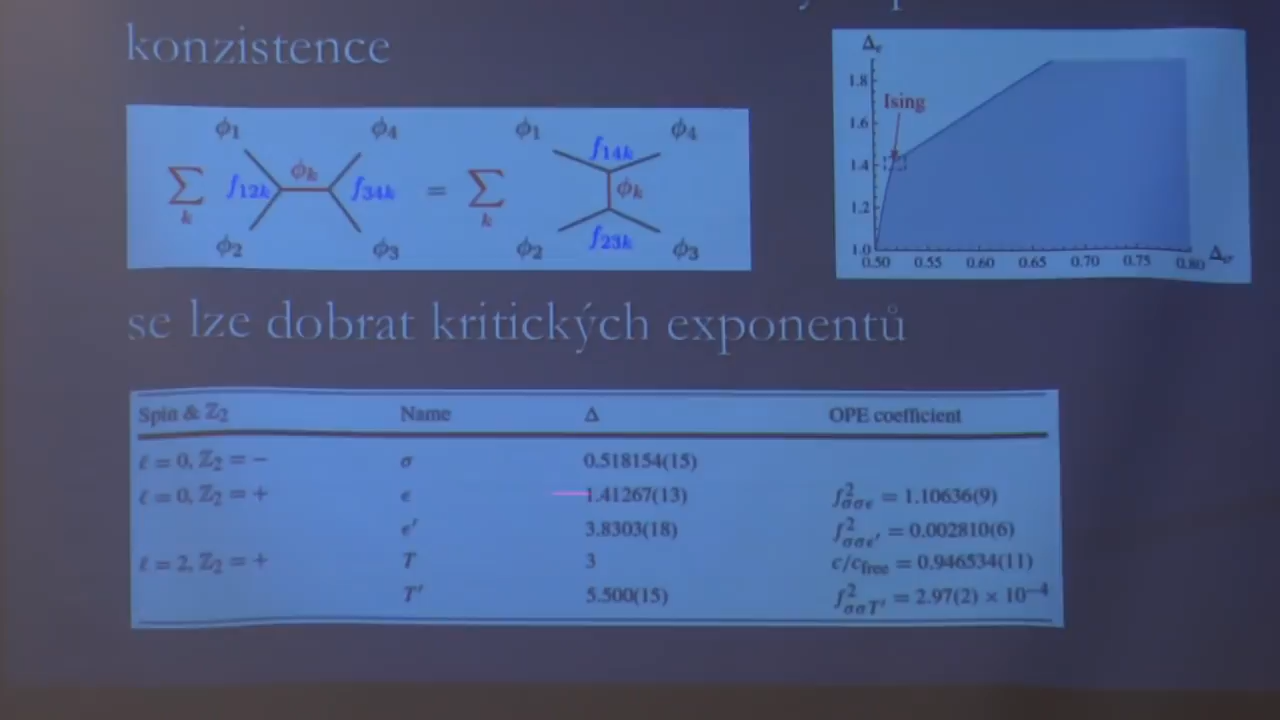 konzistence
ϕ1 ϕ4 ϕ1 ϕ4
∑k f12k ϕk f34k = ∑k f14k ϕk f23k
ϕ2 ϕ3 ϕ2 ϕ3
Δε
1.8
Ising
1.6
1.4
1.2
1.0
0.50 0.55 0.60 0.65 0.70 0.75 0.80 Δσ
se lze dobrat kritických exponentů
Spin & ℤ2 Name Δ OPE coefficient
ℓ = 0, ℤ2 = − σ 0.518154(15)
ℓ = 0, ℤ2 = + ϵ 1.41267(13) f²σσϵ = 1.10636(9)
ϵ′ 3.8303(18) f²σσϵ′ = 0.002810(6)
ℓ = 2, ℤ2 = + T 3 c/cfree = 0.946534(11)
T′ 5.500(15) f²σσT′ = 2.97(2) × 10⁻⁴